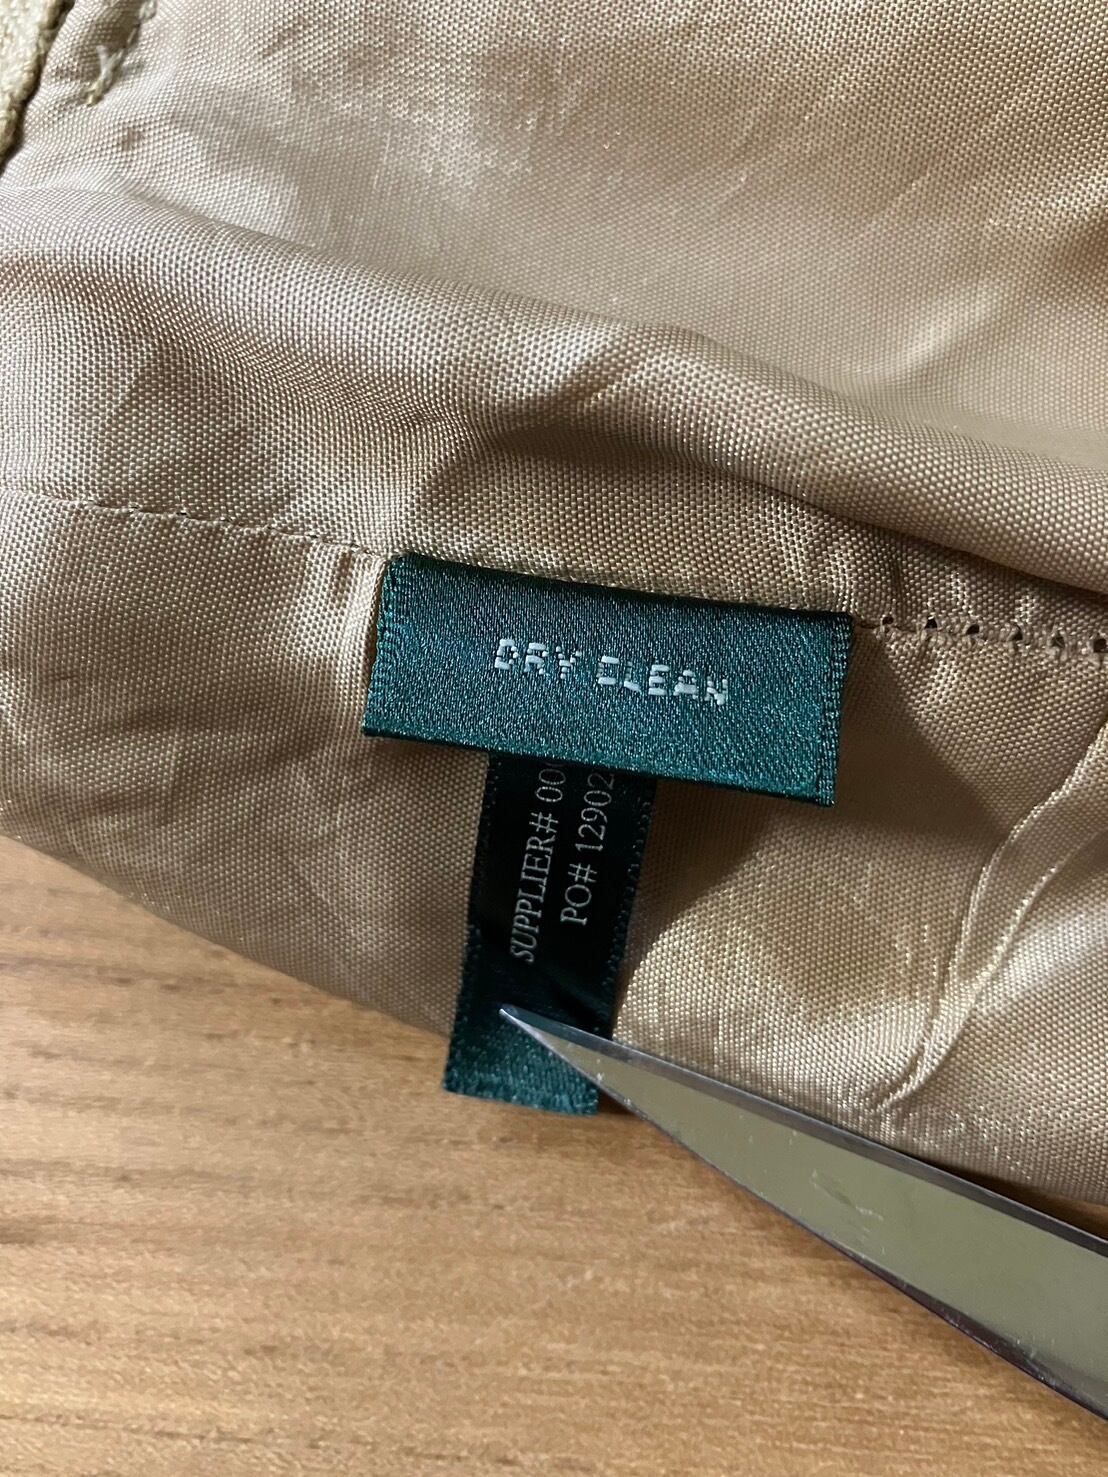 DRY CLEAN
SUPPLIER# 00
PO# 12902